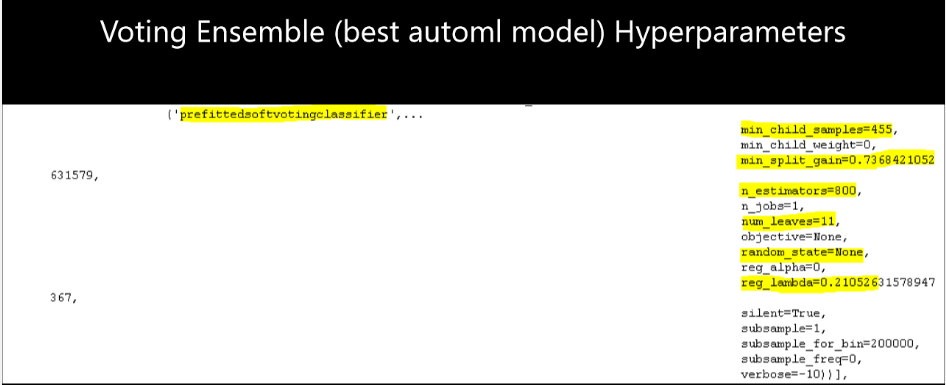 Voting Ensemble (best automl model) Hyperparameters
('prefittedsoftvotingclassifier',...
min_child_samples=455,
min_child_weight=0,
min_split_gain=0.7368421052
631579,
n_estimators=800,
n_jobs=1,
num_leaves=11,
objective=None,
random_state=None,
reg_alpha=0,
reg_lambda=0.21052631578947
367,
silent=True,
subsample=1,
subsample_for_bin=200000,
subsample_freq=0,
verbose=-10))],